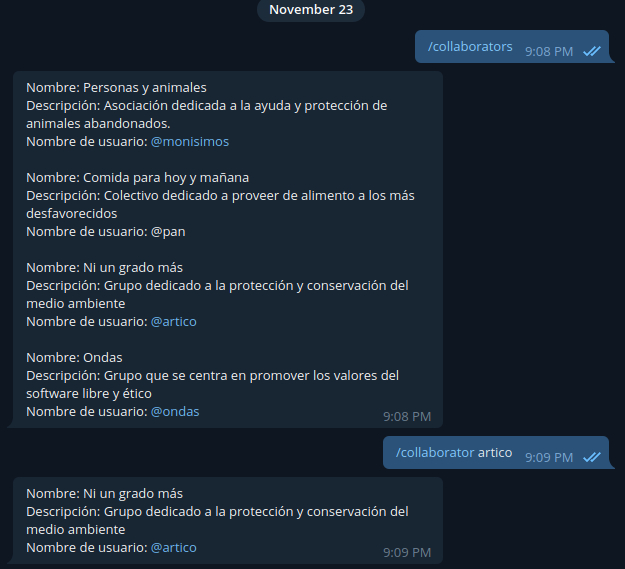 November 23
/collaborators 9:08 PM
Nombre: Personas y animales
Descripción: Asociación dedicada a la ayuda y protección de
animales abandonados.
Nombre de usuario: @monisimos
Nombre: Comida para hoy y mañana
Descripción: Colectivo dedicado a proveer de alimento a los más
desfavorecidos
Nombre de usuario: @pan
Nombre: Ni un grado más
Descripción: Grupo dedicado a la protección y conservación del
medio ambiente
Nombre de usuario: @artico
Nombre: Ondas
Descripción: Grupo que se centra en promover los valores del
software libre y ético
Nombre de usuario: @ondas 9:08 PM
/collaborator artico 9:09 PM
Nombre: Ni un grado más
Descripción: Grupo dedicado a la protección y conservación del
medio ambiente
Nombre de usuario: @artico 9:09 PM